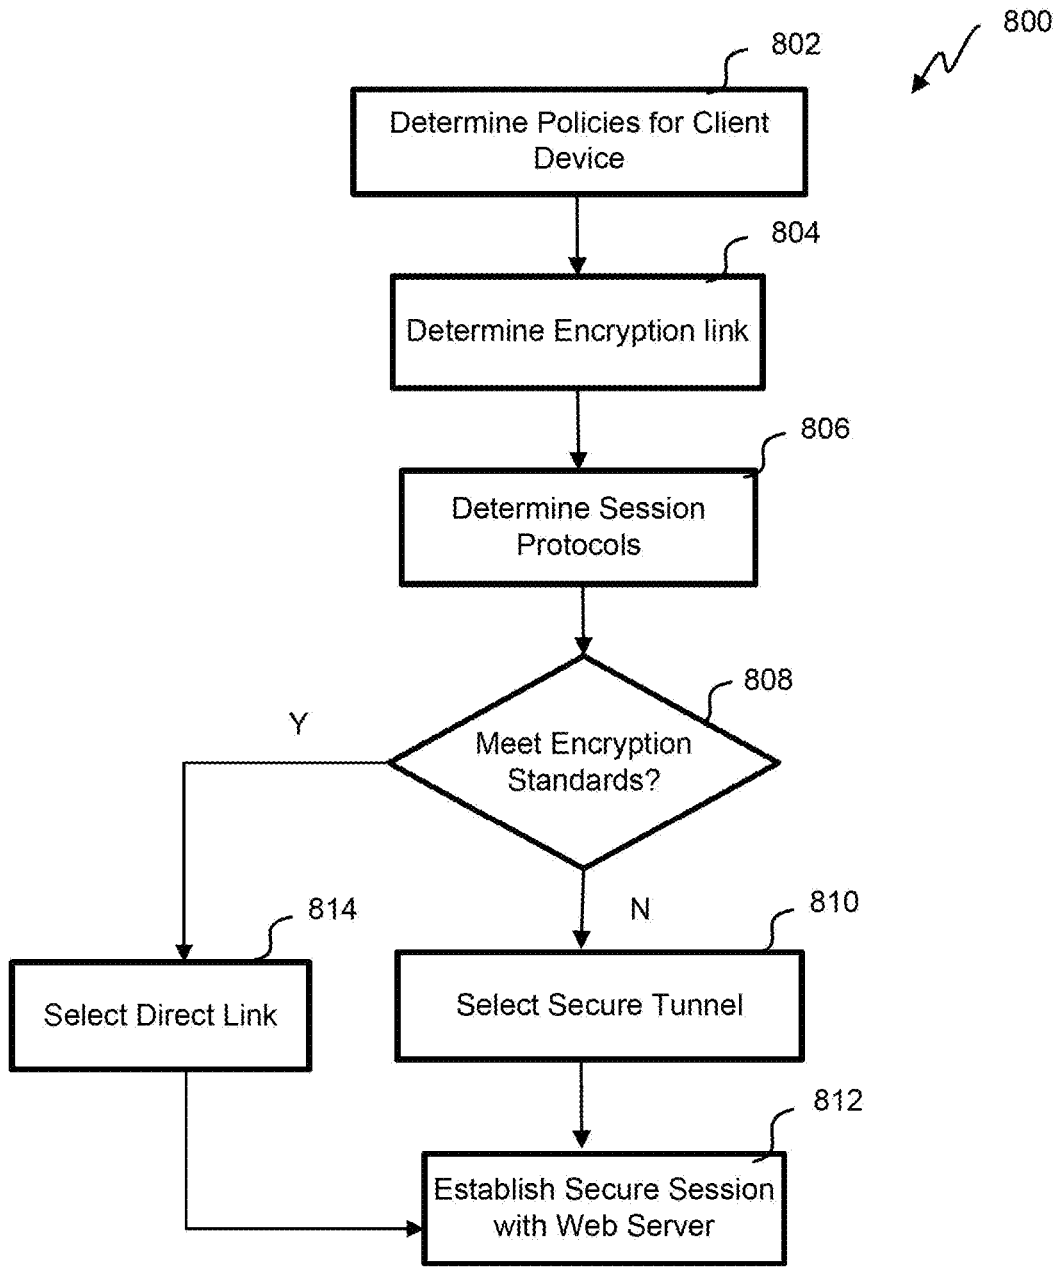 800
802
Determine Policies for Client
Device
804
Determine Encryption link
806
Determine Session
Protocols
808
Meet Encryption
Standards?
Y
N
814
Select Direct Link
810
Select Secure Tunnel
812
Establish Secure Session
with Web Server